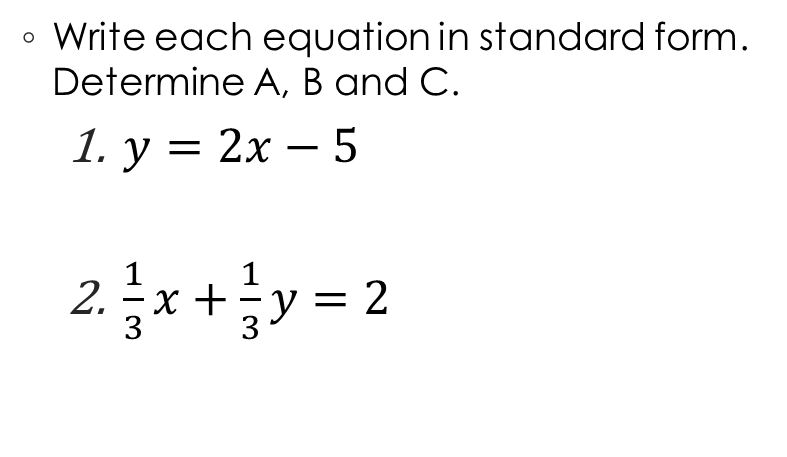 ◦ Write each equation in standard form.
Determine A, B and C.
1. y = 2x − 5
2. 1/3 x + 1/3 y = 2